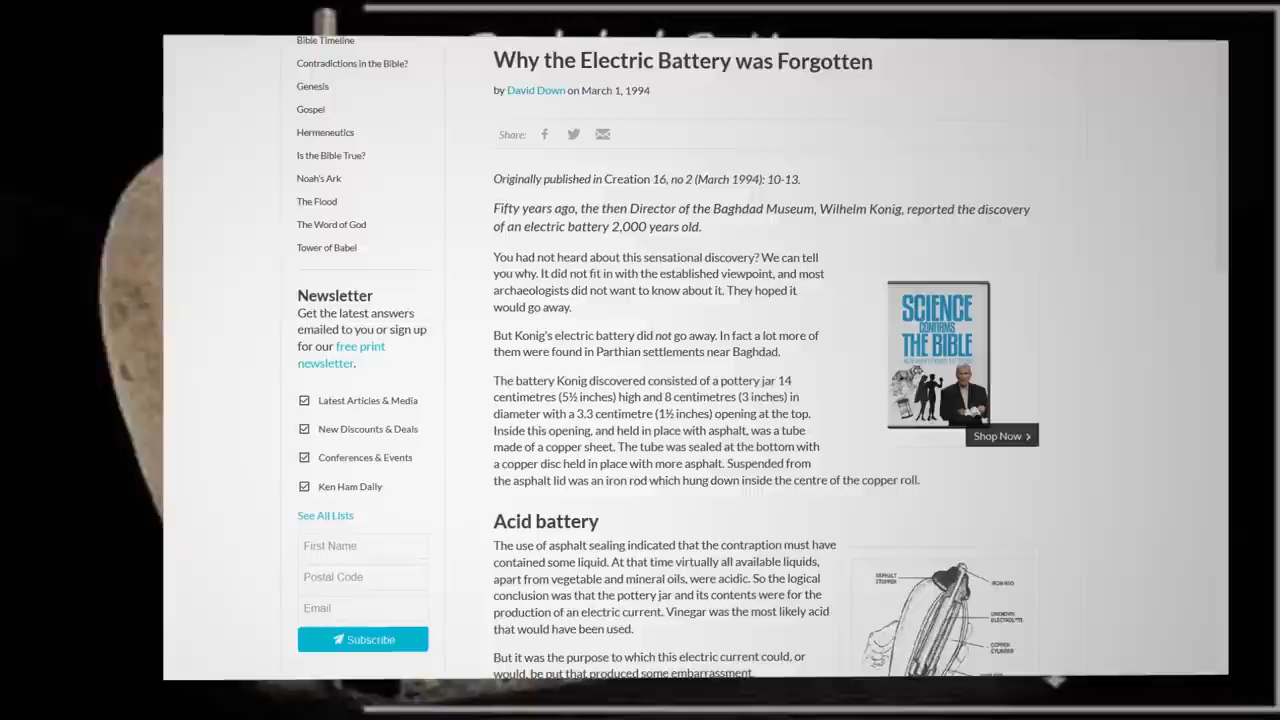 Bible Timeline
Contradictions in the Bible?
Genesis
Gospel
Hermeneutics
Is the Bible True?
Noah's Ark
The Flood
The Word of God
Tower of Babel
Newsletter
Get the latest answers
emailed to you or sign up
for our free print
newsletter.
Latest Articles & Media
New Discounts & Deals
Conferences & Events
Ken Ham Daily
See All Lists
First Name
Postal Code
Email
Subscribe
Why the Electric Battery was Forgotten
by David Down on March 1, 1994
Share:
Originally published in Creation 16, no 2 (March 1994): 10-13.
Fifty years ago, the then Director of the Baghdad Museum, Wilhelm Konig, reported the discovery
of an electric battery 2,000 years old.
You had not heard about this sensational discovery? We can tell
you why. It did not fit in with the established viewpoint, and most
archaeologists did not want to know about it. They hoped it
would go away.
But Konig's electric battery did not go away. In fact a lot more of
them were found in Parthian settlements near Baghdad.
The battery Konig discovered consisted of a pottery jar 14
centimetres (5½ inches) high and 8 centimetres (3 inches) in
diameter with a 3.3 centimetre (1½ inches) opening at the top.
Inside this opening, and held in place with asphalt, was a tube
made of a copper sheet. The tube was sealed at the bottom with
a copper disc held in place with more asphalt. Suspended from
the asphalt lid was an iron rod which hung down inside the centre of the copper roll.
SCIENCE
CONFIRMS
THE BIBLE
Shop Now
Acid battery
The use of asphalt sealing indicated that the contraption must have
contained some liquid. At that time virtually all available liquids,
apart from vegetable and mineral oils, were acidic. So the logical
conclusion was that the pottery jar and its contents were for the
production of an electric current. Vinegar was the most likely acid
that would have been used.
But it was the purpose to which this electric current could, or
would, be put that produced some embarrassment.
ASPHALT
STOPPER
IRON ROD
UNKNOWN
ELECTROLYTE
COPPER
CYLINDER